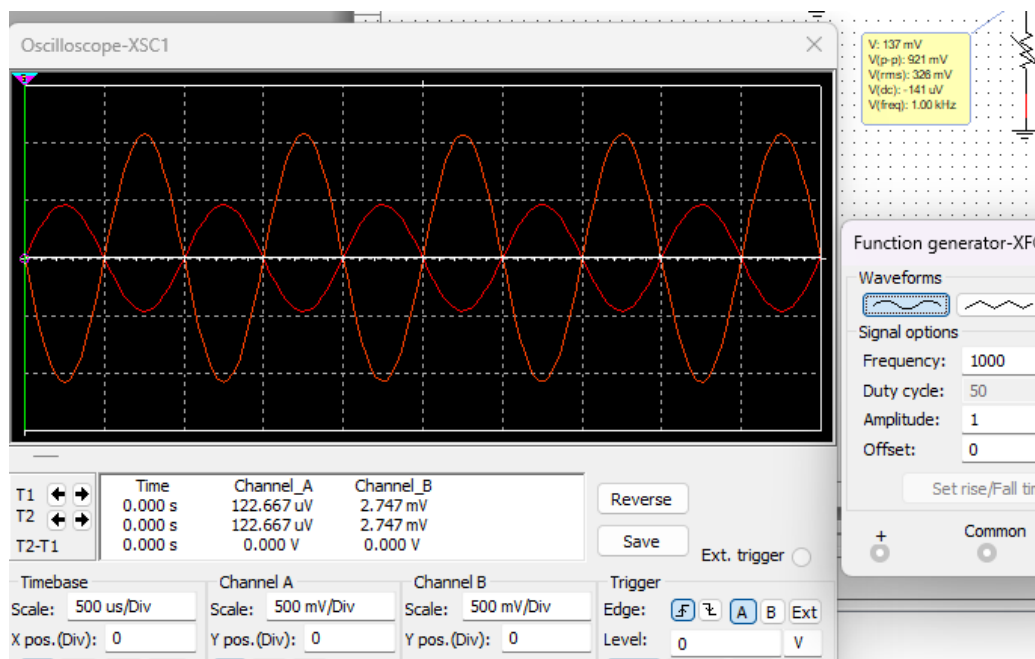 Oscilloscope-XSC1
V: 137 mV
V(p-p): 921 mV
V(rms): 326 mV
V(dc): -141 uV
V(freq): 1.00 kHz
Function generator-XF
Waveforms
Signal options
Frequency: 1000
Duty cycle: 50
Amplitude: 1
Offset: 0
Set rise/Fall ti
+ Common
Time Channel_A Channel_B
T1 0.000 s 122.667 uV 2.747 mV
T2 0.000 s 122.667 uV 2.747 mV
T2-T1 0.000 s 0.000 V 0.000 V
Reverse
Save
Ext. trigger
Timebase
Scale: 500 us/Div
X pos.(Div): 0
Channel A
Scale: 500 mV/Div
Y pos.(Div): 0
Channel B
Scale: 500 mV/Div
Y pos.(Div): 0
Trigger
Edge: A B Ext
Level: 0 V